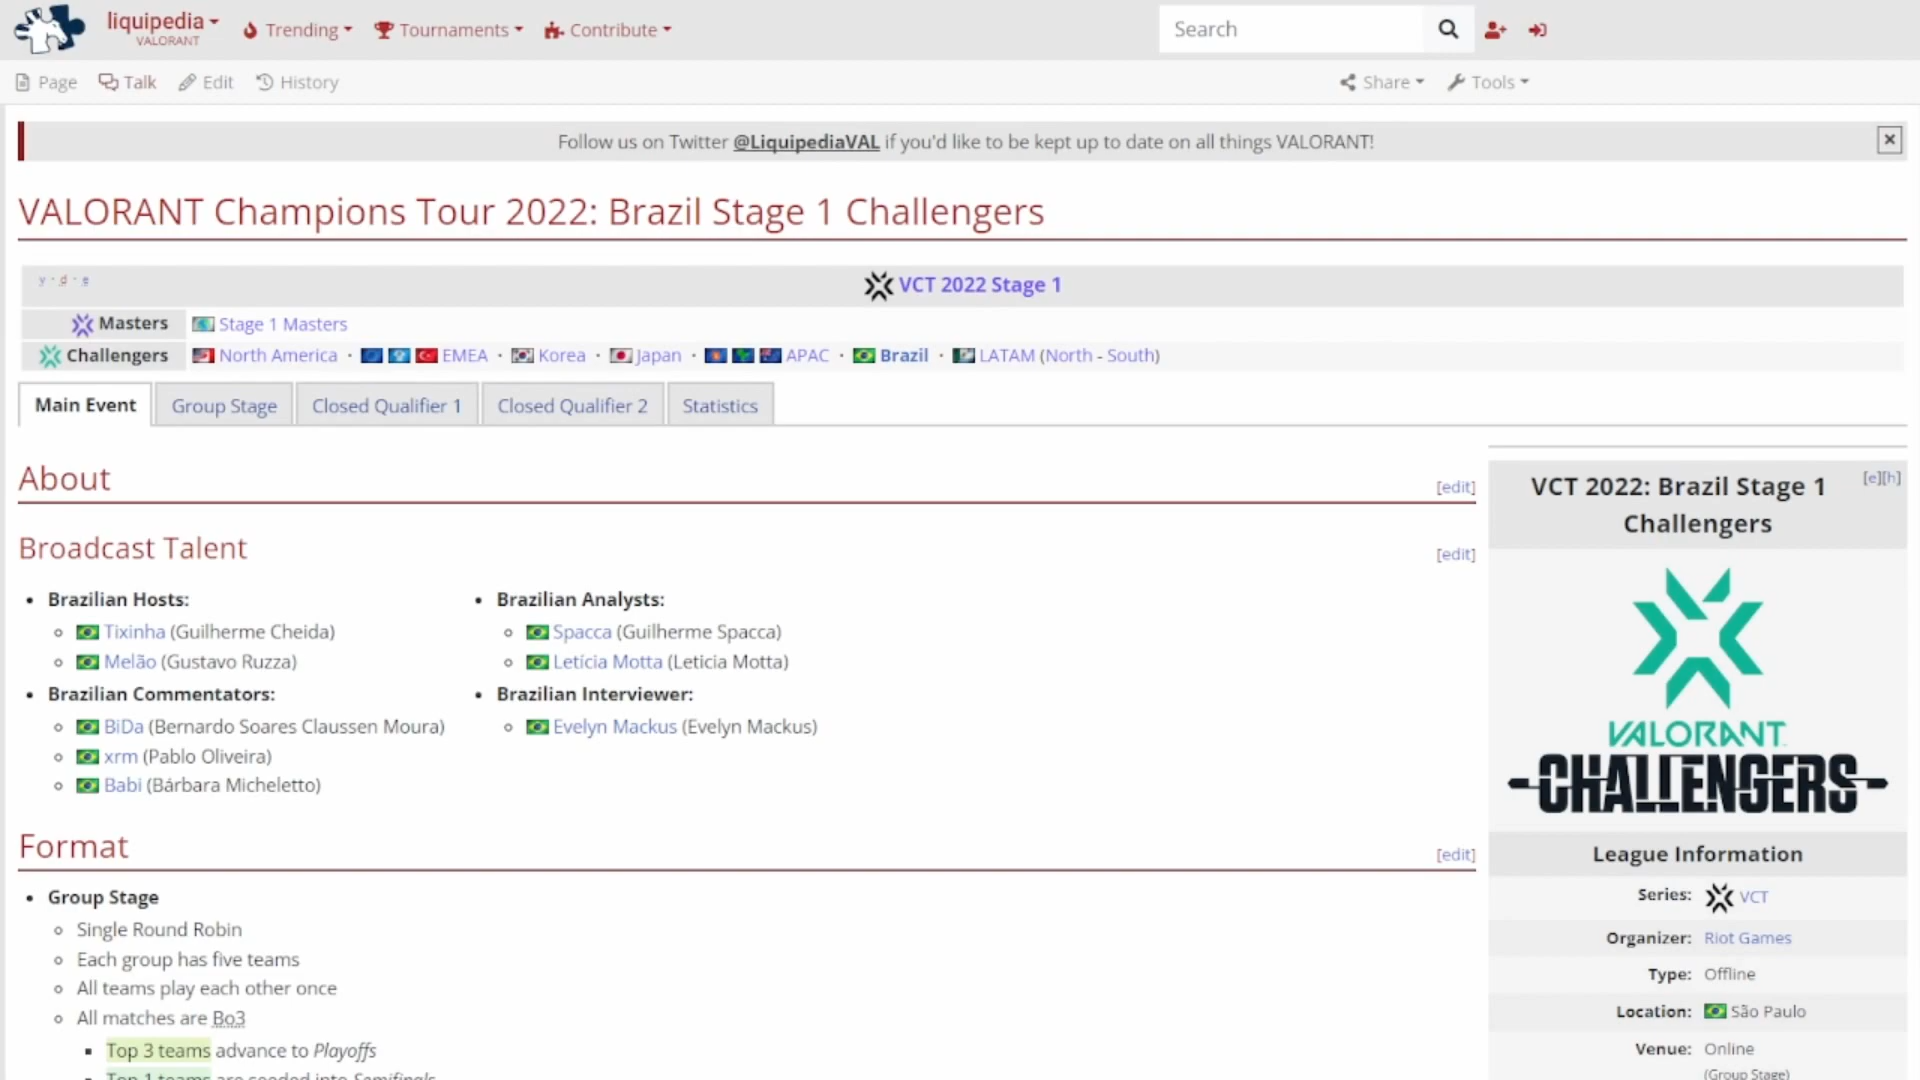 liquipedia
VALORANT
Trending
Tournaments
Contribute
Search
Page
Talk
Edit
History
Share
Tools
Follow us on Twitter @LiquipediaVAL if you'd like to be kept up to date on all things VALORANT!
VALORANT Champions Tour 2022: Brazil Stage 1 Challengers
VCT 2022 Stage 1
Masters Stage 1 Masters
Challengers North America · EMEA · Korea · Japan · APAC · Brazil · LATAM (North - South)
Main Event
Group Stage
Closed Qualifier 1
Closed Qualifier 2
Statistics
About
[edit]
Broadcast Talent
[edit]
Brazilian Hosts:
Tixinha (Guilherme Cheida)
Melão (Gustavo Ruzza)
Brazilian Commentators:
BiDa (Bernardo Soares Claussen Moura)
xrm (Pablo Oliveira)
Babi (Bárbara Micheletto)
Brazilian Analysts:
Spacca (Guilherme Spacca)
Letícia Motta (Leticia Motta)
Brazilian Interviewer:
Evelyn Mackus (Evelyn Mackus)
Format
[edit]
Group Stage
Single Round Robin
Each group has five teams
All teams play each other once
All matches are Bo3
Top 3 teams advance to Playoffs
Top 1 teams are seeded into Semifinals
VCT 2022: Brazil Stage 1
Challengers
[e][h]
VALORANT
CHALLENGERS
League Information
Series: VCT
Organizer: Riot Games
Type: Offline
Location: São Paulo
Venue: Online
(Group Stage)